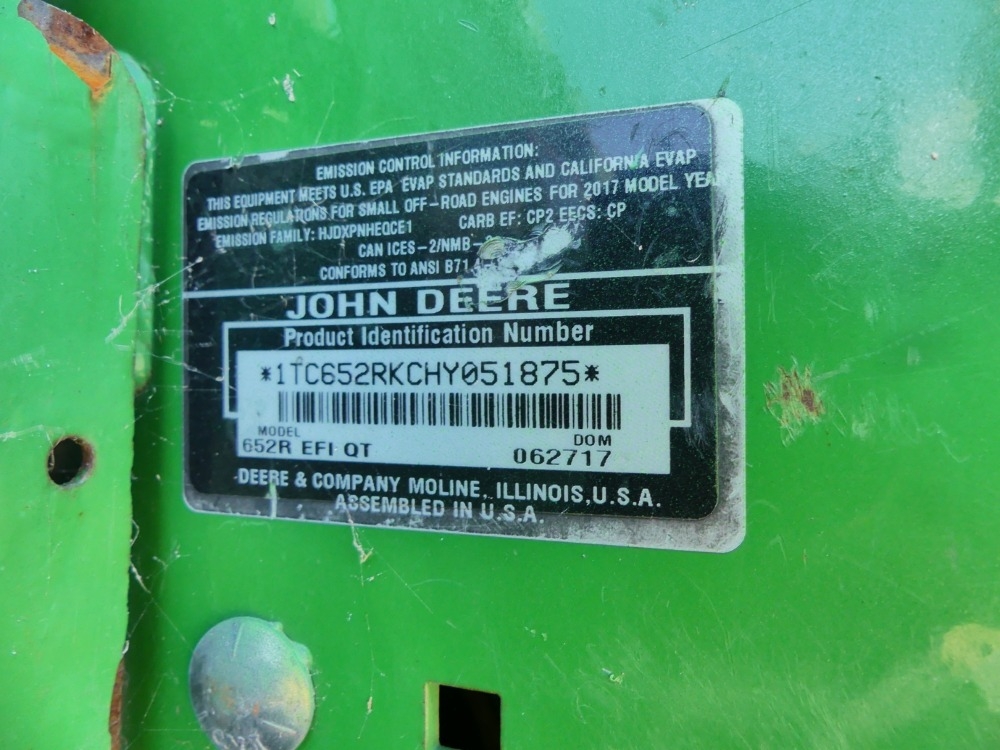 EMISSION CONTROL INFORMATION:
THIS EQUIPMENT MEETS U.S. EPA EVAP STANDARDS AND CALIFORNIA EVAP
EMISSION REGULATIONS FOR SMALL OFF-ROAD ENGINES FOR 2017 MODEL YEA
EMISSION FAMILY: HJDXPNHEQCE1 CARB EF: CP2 EECS: CP
CAN ICES-2/NMB-
CONFORMS TO ANSI B71
JOHN DEERE
Product Identification Number
*1TC652RKCHY051875*
MODEL DOM
652R EFI QT 062717
DEERE & COMPANY MOLINE, ILLINOIS, U.S.A.
ASSEMBLED IN U.S.A.